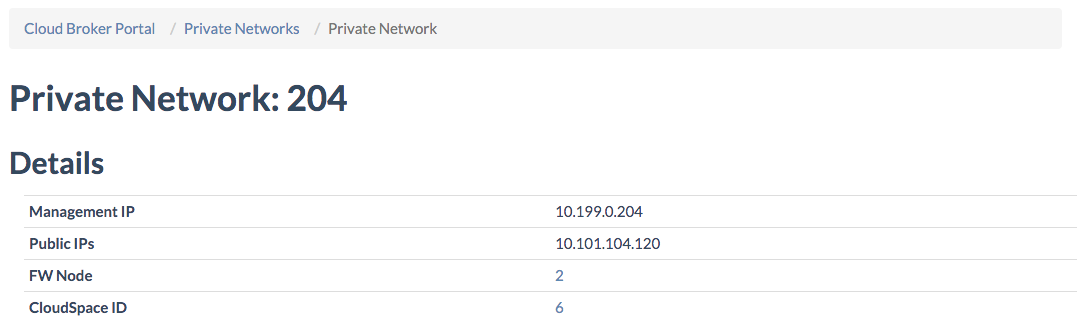 Cloud Broker Portal / Private Networks / Private Network
Private Network: 204
Details
Management IP 10.199.0.204
Public IPs 10.101.104.120
FW Node 2
CloudSpace ID 6